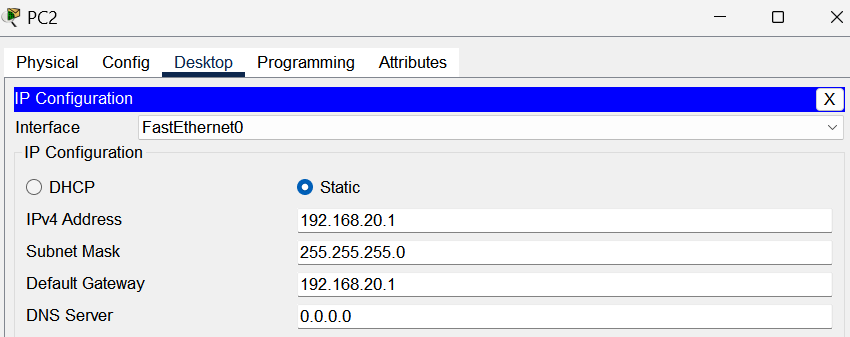 PC2
Physical Config Desktop Programming Attributes
IP Configuration X
Interface FastEthernet0
IP Configuration
DHCP Static
IPv4 Address 192.168.20.1
Subnet Mask 255.255.255.0
Default Gateway 192.168.20.1
DNS Server 0.0.0.0